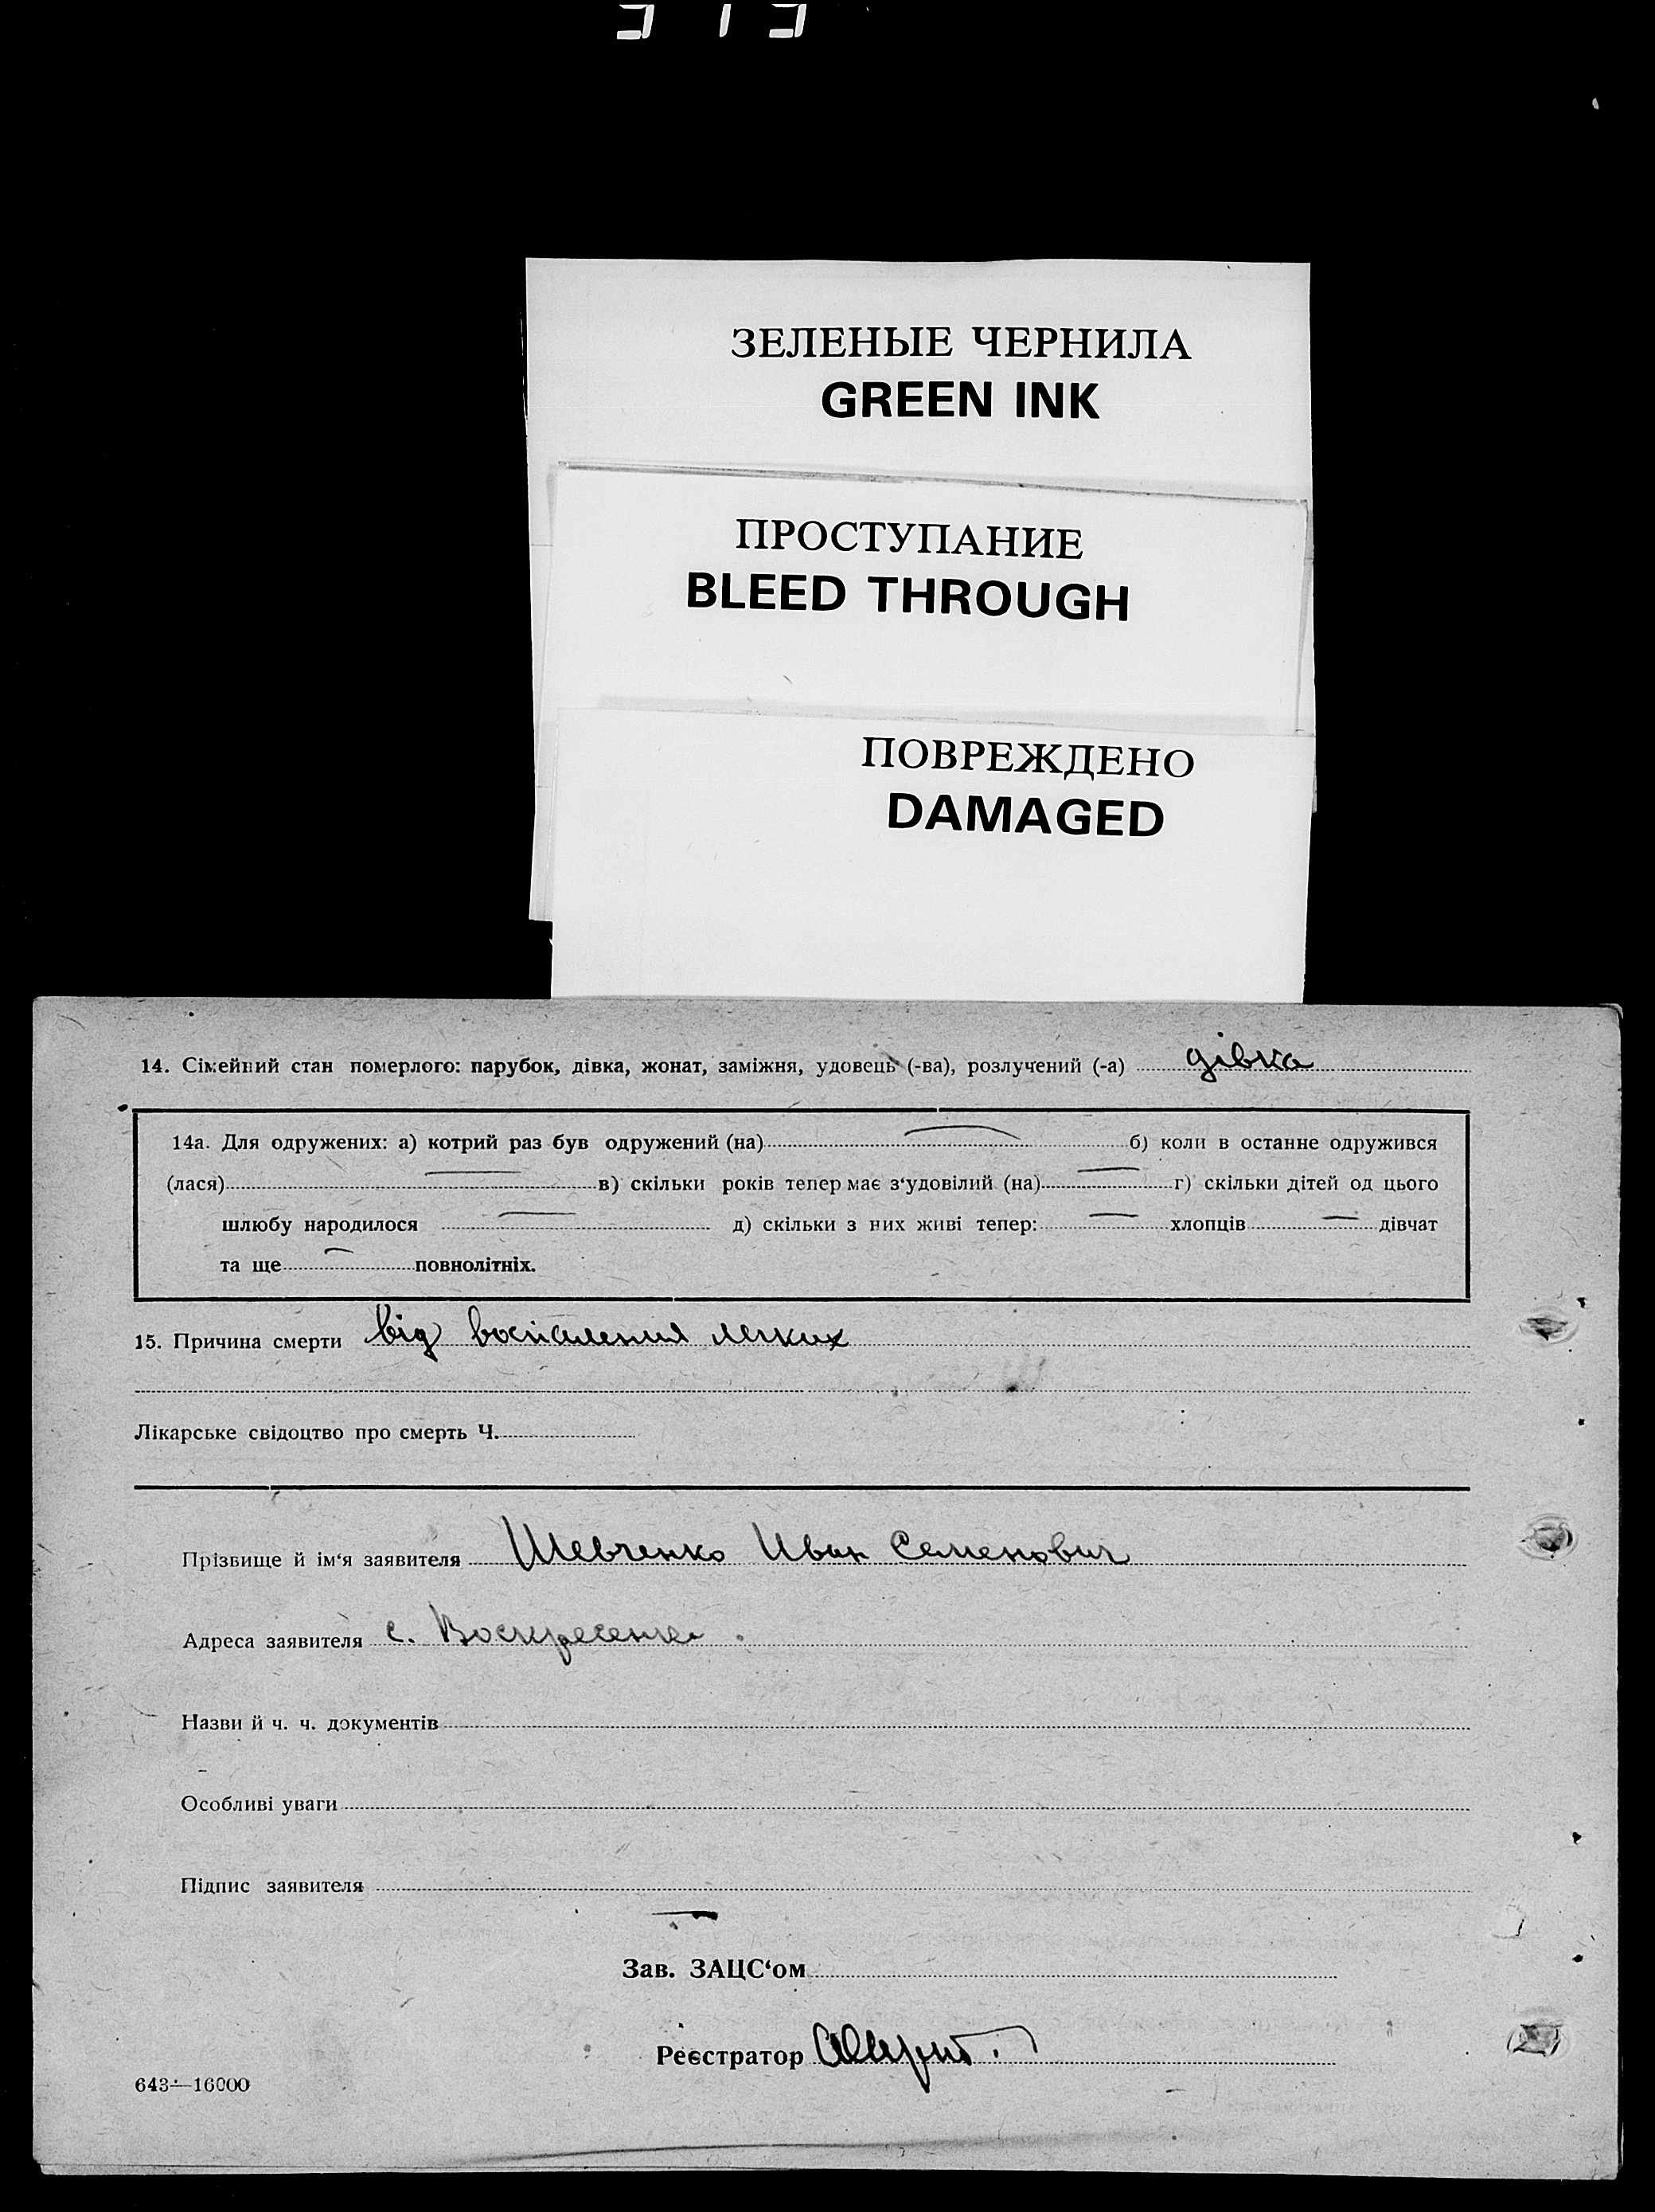 ЗЕЛЕНЫЕ ЧЕРНИЛА
GREEN INK
ПРОСТУПАНИЕ
BLEED THROUGH
ПОВРЕЖДЕНО
DAMAGED
14. Сімейний стан померлого: парубок, дівка, жонат, заміжня, удовець (-ва), розлучений (-а) дівка
14а. Для одружених: а) котрий раз був одружений (на) б) коли в останне одружився
(лася) в) скільки років тепер має з‘удовілий (на) г) скільки дітей од цього
шлюбу народилося д) скільки з них живі тепер: хлопців дівчат
та ще повнолітніх.
15. Причина смерти від воспаления легких
Лікарське свідоцтво про смерть Ч.
Прізвище й ім‘я заявителя Шевченко Иван Семенович
Адреса заявителя с. Воскресенка
Назви й ч. ч. документів
Особливі уваги
Підпис заявителя
Зав. ЗАЦС‘ом
Реєстратор
643—16000